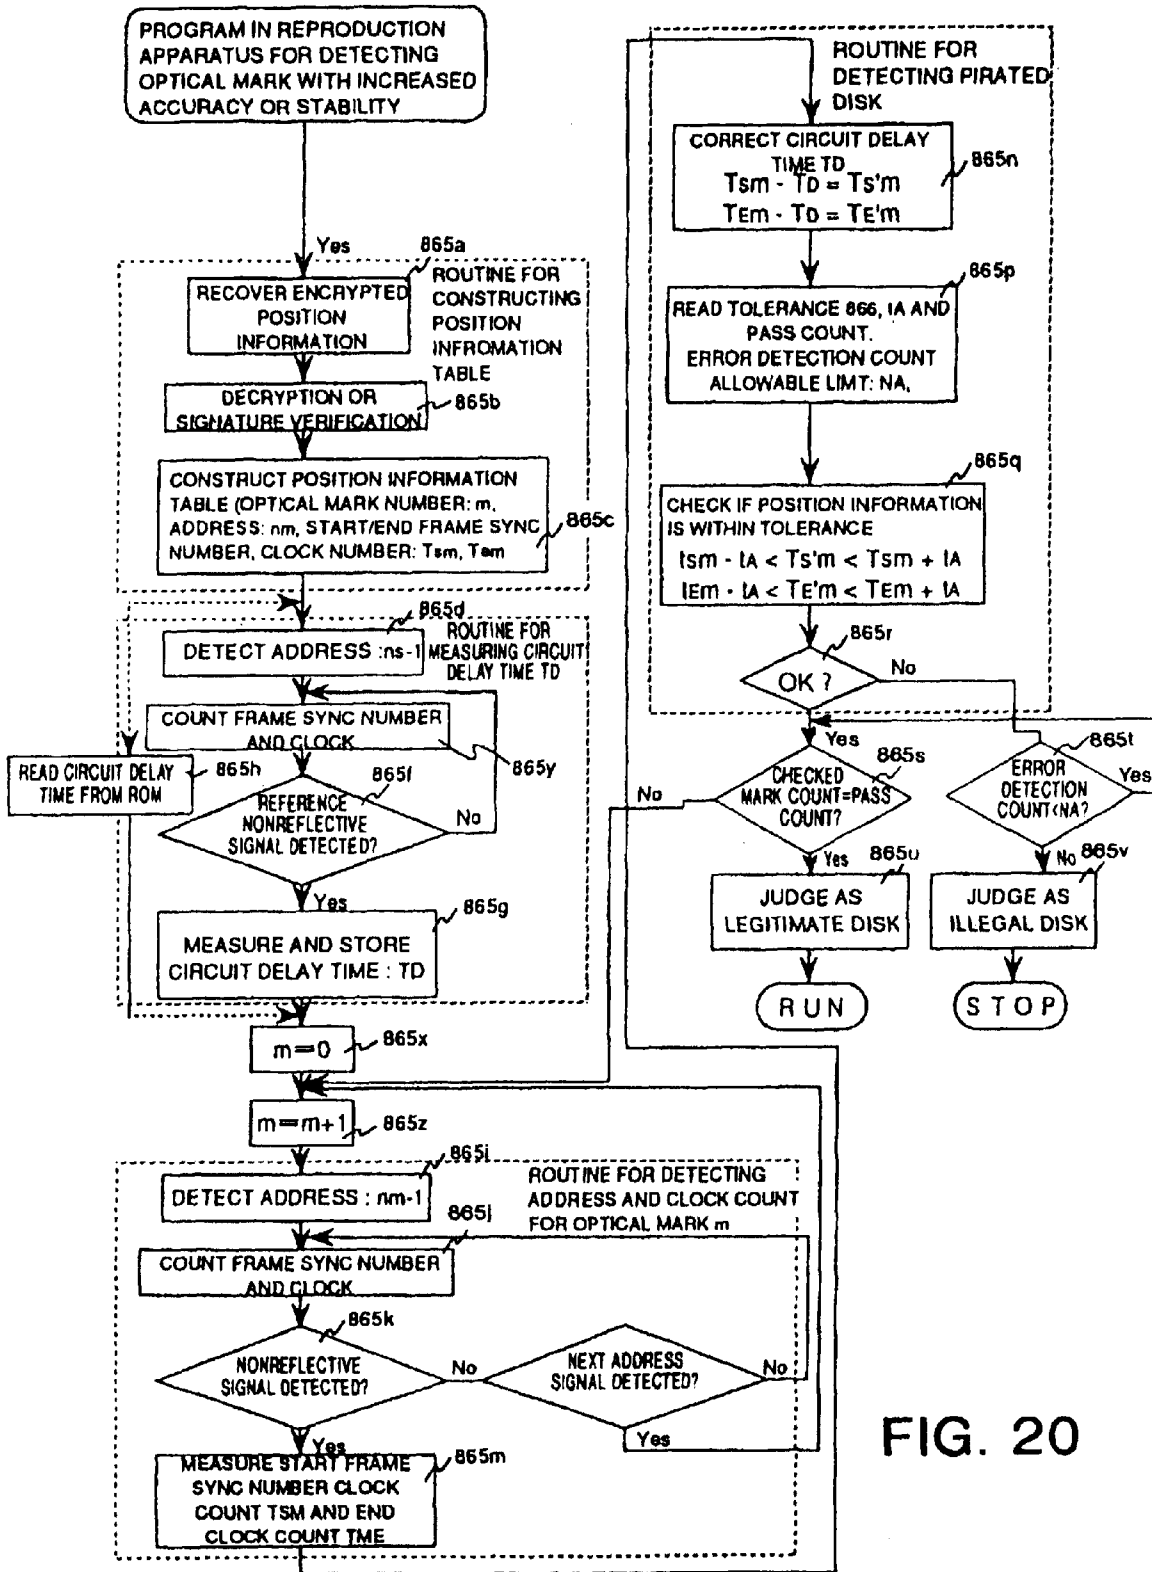 PROGRAM IN REPRODUCTION
APPARATUS FOR DETECTING
OPTICAL MARK WITH INCREASED
ACCURACY OR STABILITY
Yes
865a
RECOVER ENCRYPTED
POSITION
INFORMATION
ROUTINE FOR
CONSTRUCTING
POSITION
INFROMATION
TABLE
DECRYPTION OR
SIGNATURE VERIFICATION
865b
CONSTRUCT POSITION INFORMATION
TABLE (OPTICAL MARK NUMBER: m,
ADDRESS: nm, START/END FRAME SYNC
NUMBER, CLOCK NUMBER: Tsm, Tem
865c
865d
DETECT ADDRESS :ns-1
ROUTINE FOR
MEASURING CIRCUIT
DELAY TIME TD
COUNT FRAME SYNC NUMBER
AND CLOCK
865y
READ CIRCUIT DELAY
TIME FROM ROM
865h
865f
REFERENCE
NONREFLECTIVE
SIGNAL DETECTED?
No
Yes
865g
MEASURE AND STORE
CIRCUIT DELAY TIME : TD
m=0
865x
m=m+1
865z
865i
DETECT ADDRESS : nm-1
ROUTINE FOR DETECTING
ADDRESS AND CLOCK COUNT
FOR OPTICAL MARK m
865j
COUNT FRAME SYNC NUMBER
AND CLOCK
865k
NONREFLECTIVE
SIGNAL DETECTED?
No
NEXT ADDRESS
SIGNAL DETECTED?
No
Yes
Yes
865m
MEASURE START FRAME
SYNC NUMBER CLOCK
COUNT TSM AND END
CLOCK COUNT TME
ROUTINE FOR
DETECTING PIRATED
DISK
CORRECT CIRCUIT DELAY
TIME TD
Tsm - TD = Ts'm
TEm - TD = TE'm
865n
865p
READ TOLERANCE 866, tA AND
PASS COUNT.
ERROR DETECTION COUNT
ALLOWABLE LIMT: NA,
865q
CHECK IF POSITION INFORMATION
IS WITHIN TOLERANCE
tsm - tA < Ts'm < Tsm + tA
tEm - tA < TE'm < TEm + tA
865r
OK ?
No
Yes
865s
CHECKED
MARK COUNT=PASS
COUNT?
No
Yes
865t
ERROR
DETECTION
COUNT<NA?
Yes
No
865u
JUDGE AS
LEGITIMATE DISK
865v
JUDGE AS
ILLEGAL DISK
RUN
STOP
FIG. 20